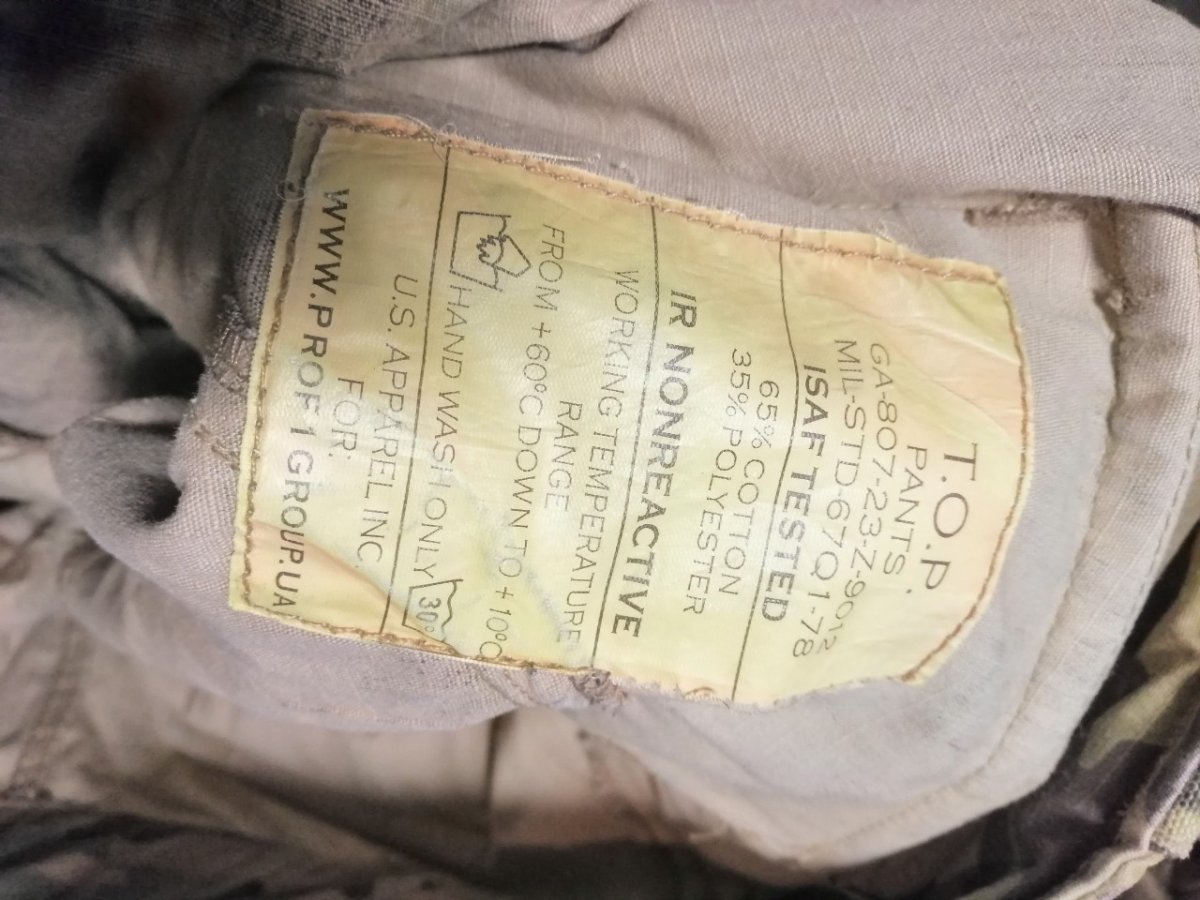 T.O.P.
PANTS
GA-807-23-Z-9012
MIL-STD-67Q1-78
ISAF TESTED
65% COTTON
35% POLYESTER
IR NONREACTIVE
WORKING TEMPERATURE
RANGE
FROM +60°C DOWN TO +10°C
HAND WASH ONLY 30°
U.S. APPAREL INC
FOR:
WWW.PROF1GROUP.UA